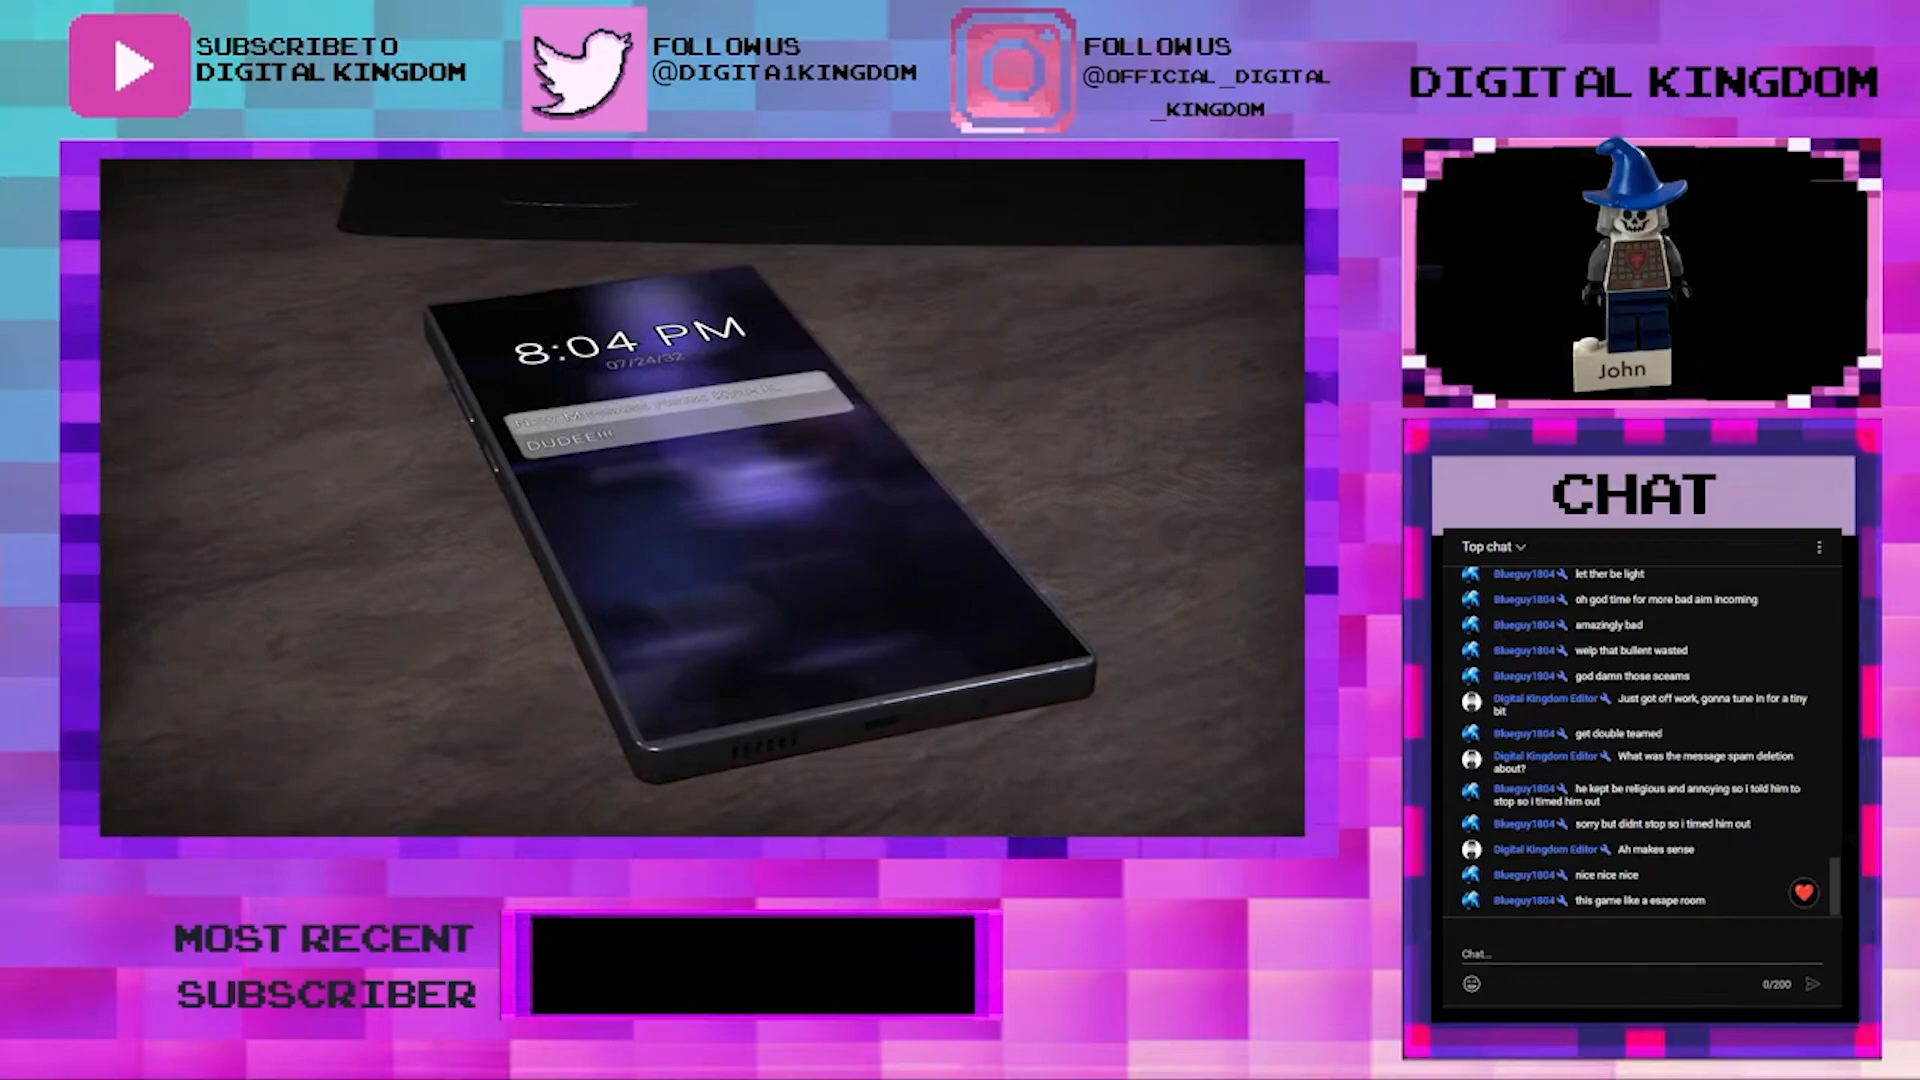 SUBSCRIBE TO
DIGITAL KINGDOM
FOLLOW US
@DIGITA1KINGDOM
FOLLOW US
@OFFICIAL_DIGITAL
_KINGDOM
DIGITAL KINGDOM
8:04 PM
07/24/32
New Message from
DUDEE!!!
John
CHAT
Top chat
Blueguy1804 let ther be light
Blueguy1804 oh god time for more bad aim incoming
Blueguy1804 amazingly bad
Blueguy1804 welp that bullent wasted
Blueguy1804 god damn those sceams
Digital Kingdom Editor Just got off work, gonna tune in for a tiny
bit
Blueguy1804 get double teamed
Digital Kingdom Editor What was the message spam deletion
about?
Blueguy1804 he kept be religious and annoying so i told him to
stop so i timed him out
Blueguy1804 sorry but didnt stop so i timed him out
Digital Kingdom Editor Ah makes sense
Blueguy1804 nice nice nice
Blueguy1804 this game like a esape room
Chat...
0/200
MOST RECENT
SUBSCRIBER